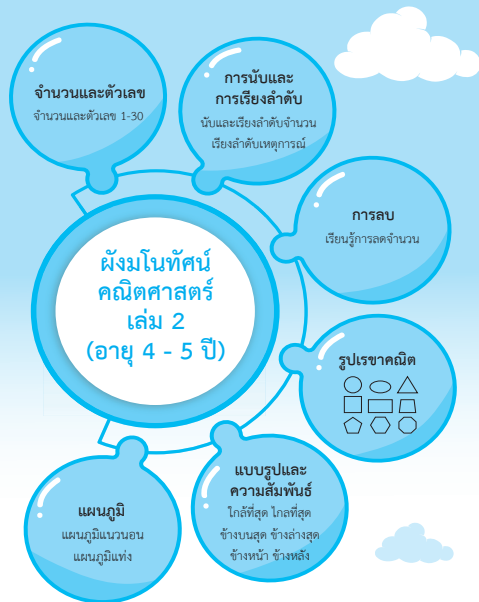 จำนวนและตัวเลข
จำนวนและตัวเลข 1-30
การนับและ
การเรียงลำดับ
นับและเรียงลำดับจำนวน
เรียงลำดับเหตุการณ์
การลบ
เรียนรู้การลดจำนวน
ผังมโนทัศน์
คณิตศาสตร์
เล่ม 2
(อายุ 4 - 5 ปี)
รูปเรขาคณิต
แบบรูปและ
ความสัมพันธ์
ใกล้ที่สุด ไกลที่สุด
ข้างบนสุด ข้างล่างสุด
ข้างหน้า ข้างหลัง
แผนภูมิ
แผนภูมิแนวนอน
แผนภูมิแท่ง